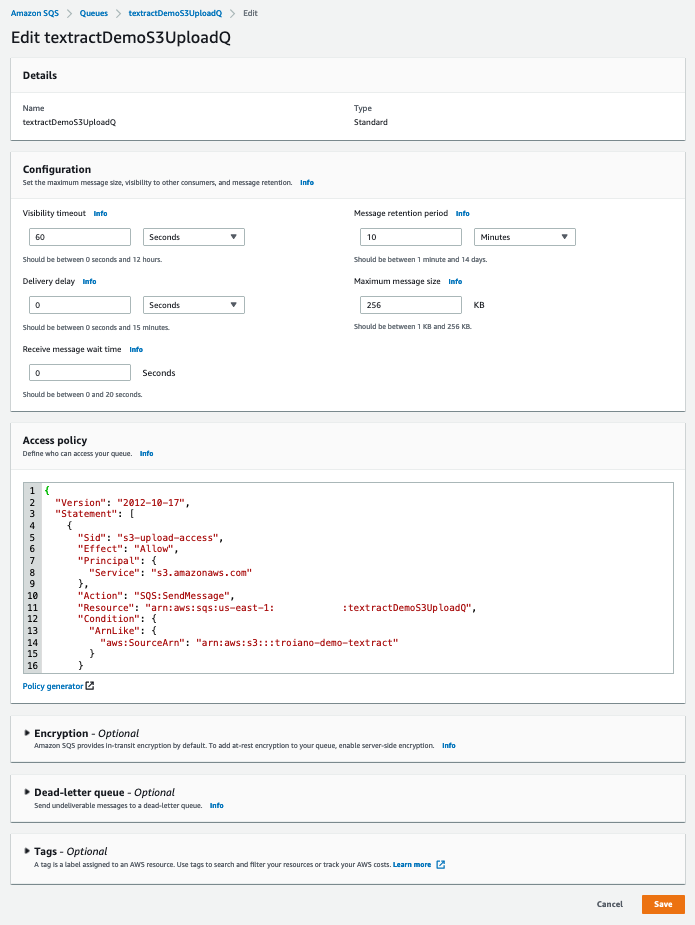 Amazon SQS > Queues > textractDemoS3UploadQ > Edit
Edit textractDemoS3UploadQ
Details
Name Type
textractDemoS3UploadQ Standard
Configuration
Set the maximum message size, visibility to other consumers, and message retention. Info
Visibility timeout Info Message retention period Info
60 Seconds 10 Minutes
Should be between 0 seconds and 12 hours. Should be between 1 minute and 14 days.
Delivery delay Info Maximum message size Info
0 Seconds 256 KB
Should be between 0 seconds and 15 minutes. Should be between 1 KB and 256 KB.
Receive message wait time Info
0 Seconds
Should be between 0 and 20 seconds.
Access policy
Define who can access your queue. Info
1 {
2 "Version": "2012-10-17",
3 "Statement": [
4 {
5 "Sid": "s3-upload-access",
6 "Effect": "Allow",
7 "Principal": {
8 "Service": "s3.amazonaws.com"
9 },
10 "Action": "SQS:SendMessage",
11 "Resource": "arn:aws:sqs:us-east-1: :textractDemoS3UploadQ",
12 "Condition": {
13 "ArnLike": {
14 "aws:SourceArn": "arn:aws:s3:::troiano-demo-textract"
15 }
16 }
Policy generator
Encryption - Optional
Amazon SQS provides in-transit encryption by default. To add at-rest encryption to your queue, enable server-side encryption. Info
Dead-letter queue - Optional
Send undeliverable messages to a dead-letter queue. Info
Tags - Optional
A tag is a label assigned to an AWS resource. Use tags to search and filter your resources or track your AWS costs. Learn more
Cancel Save